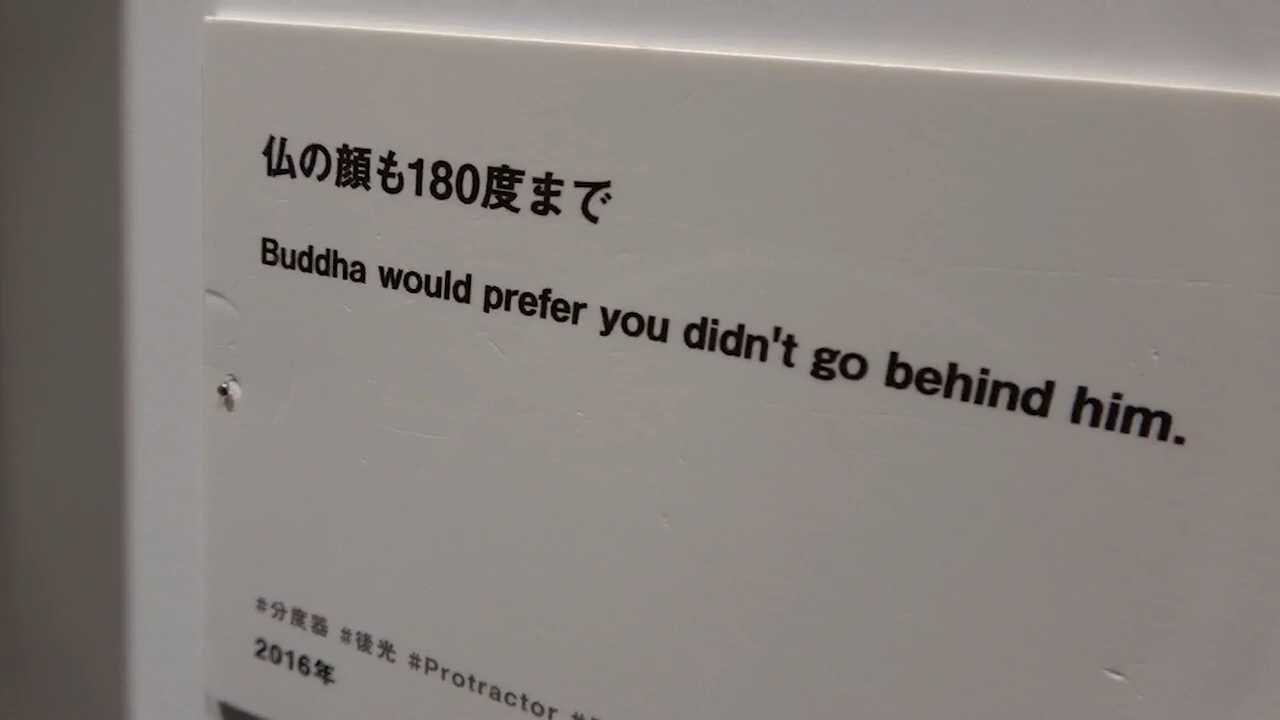 仏の顔も180度まで
Buddha would prefer you didn't go behind him.
#分度器 #後光 #Protractor
2016年